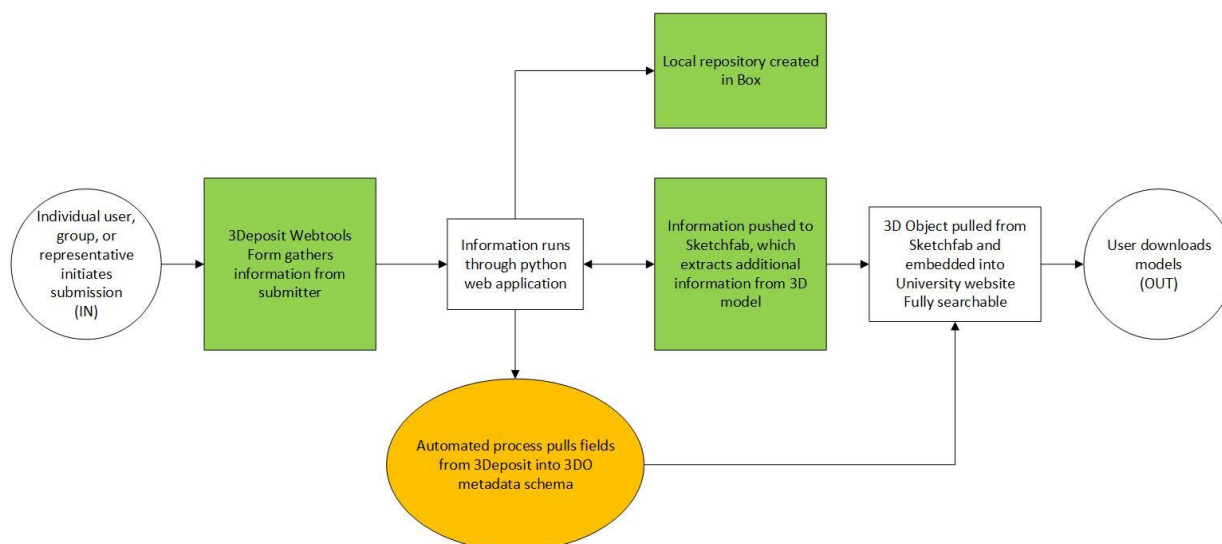 Local repository created
in Box
Individual user,
group, or
representative
initiates
submission
(IN)
3Deposit Webtools
Form gathers
information from
submitter
Information runs
through python
web application
Information pushed to
Sketchfab, which
extracts additional
information from 3D
model
3D Object pulled from
Sketchfab and
embedded into
University website
Fully searchable
User downloads
models
(OUT)
Automated process pulls fields
from 3Deposit into 3DO
metadata schema